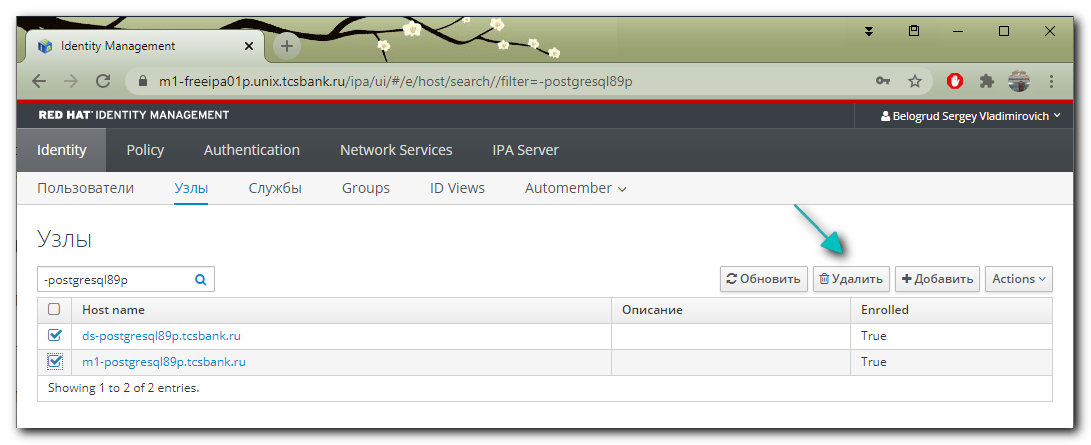 Identity Management
m1-freeipa01p.unix.tcsbank.ru/ipa/ui/#/e/host/search//filter=-postgresql89p
RED HAT® IDENTITY MANAGEMENT Belogrud Sergey Vladimirovich
Identity Policy Authentication Network Services IPA Server
Пользователи Узлы Службы Groups ID Views Automember
Узлы
-postgresql89p Обновить Удалить Добавить Actions
Host name Описание Enrolled
ds-postgresql89p.tcsbank.ru True
m1-postgresql89p.tcsbank.ru True
Showing 1 to 2 of 2 entries.